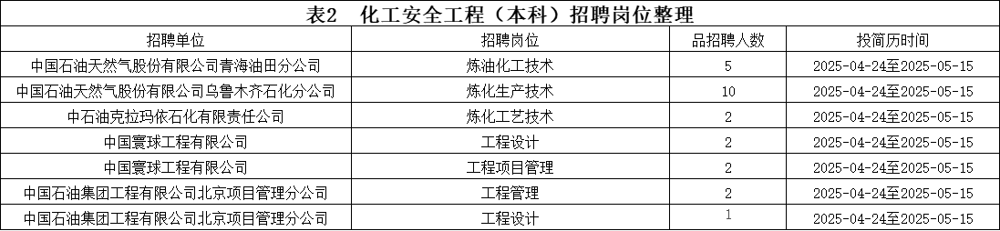 表2 化工安全工程（本科）招聘岗位整理
招聘单位 招聘岗位 品招聘人数 投简历时间
中国石油天然气股份有限公司青海油田分公司 炼油化工技术 5 2025-04-24至2025-05-15
中国石油天然气股份有限公司乌鲁木齐石化分公司 炼化生产技术 10 2025-04-24至2025-05-15
中石油克拉玛依石化有限责任公司 炼化工艺技术 2 2025-04-24至2025-05-15
中国寰球工程有限公司 工程设计 2 2025-04-24至2025-05-15
中国寰球工程有限公司 工程项目管理 2 2025-04-24至2025-05-15
中国石油集团工程有限公司北京项目管理分公司 工程管理 2 2025-04-24至2025-05-15
中国石油集团工程有限公司北京项目管理分公司 工程设计 1 2025-04-24至2025-05-15